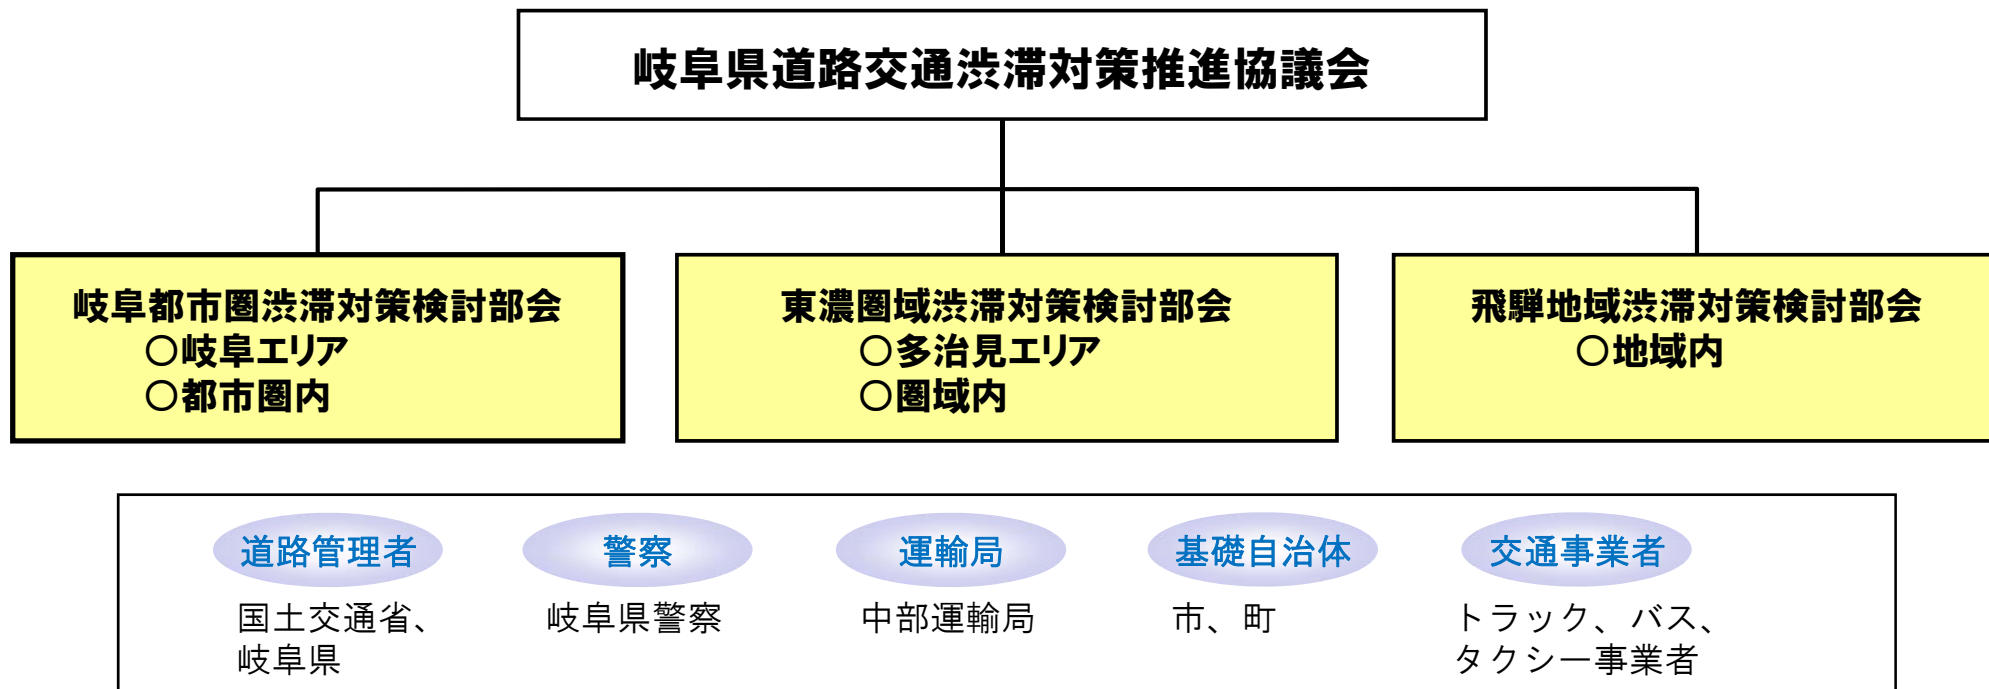 岐阜県道路交通渋滞対策推進協議会
岐阜都市圏渋滞対策検討部会
○岐阜エリア
○都市圏内
東濃圏域渋滞対策検討部会
○多治見エリア
○圏域内
飛騨地域渋滞対策検討部会
○地域内
道路管理者
国土交通省、
岐阜県
警察
岐阜県警察
運輸局
中部運輸局
基礎自治体
市、町
交通事業者
トラック、バス、
タクシー事業者